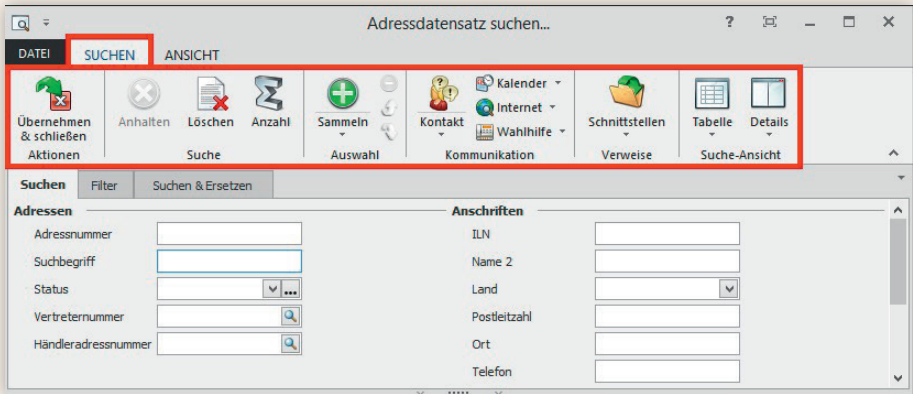 Adressdatensatz suchen...
DATEI SUCHEN ANSICHT
Übernehmen & schließen
Anhalten Löschen Anzahl
Sammeln
Kontakt
Kalender
Internet
Wahlhilfe
Schnittstellen
Tabelle Details
Aktionen Suche Auswahl Kommunikation Verweise Suche-Ansicht
Suchen Filter Suchen & Ersetzen
Adressen Anschriften
Adressnummer ILN
Suchbegriff Name 2
Status ... Land
Vertreternummer Postleitzahl
Händleradressnummer Ort
Telefon